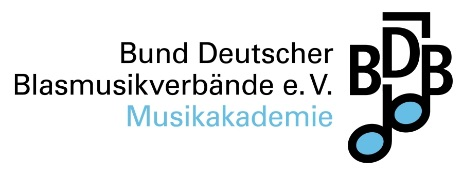 Bund Deutscher
Blasmusikverbände e. V.
Musikakademie
BDB